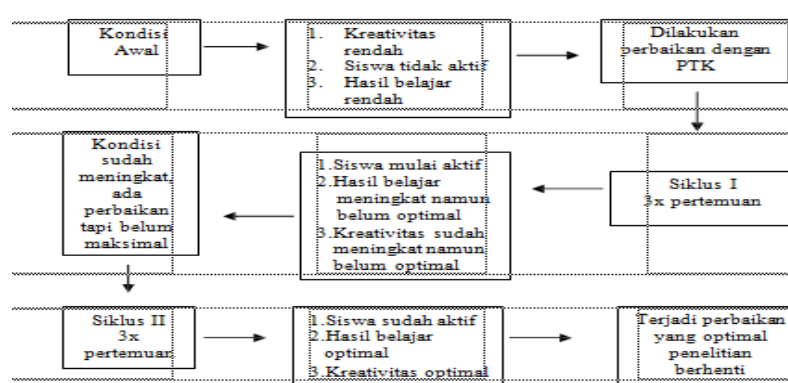 Kondisi
Awal
1. Kreativitas
rendah
2. Siswa tidak aktif
3. Hasil belajar
rendah
Dilakukan
perbaikan dengan
PTK
Siklus I
3x pertemuan
1.Siswa mulai aktif
2.Hasil belajar
meningkat namun
belum optimal
3.Kreativitas sudah
meningkat namun
belum optimal
Kondisi
sudah
meningkat,
ada
perbaikan
tapi belum
maksimal
Siklus II
3x
pertemuan
1.Siswa sudah aktif
2.Hasil belajar
optimal
3.Kreativitas optimal
Terjadi perbaikan
yang optimal
penelitian
berhenti